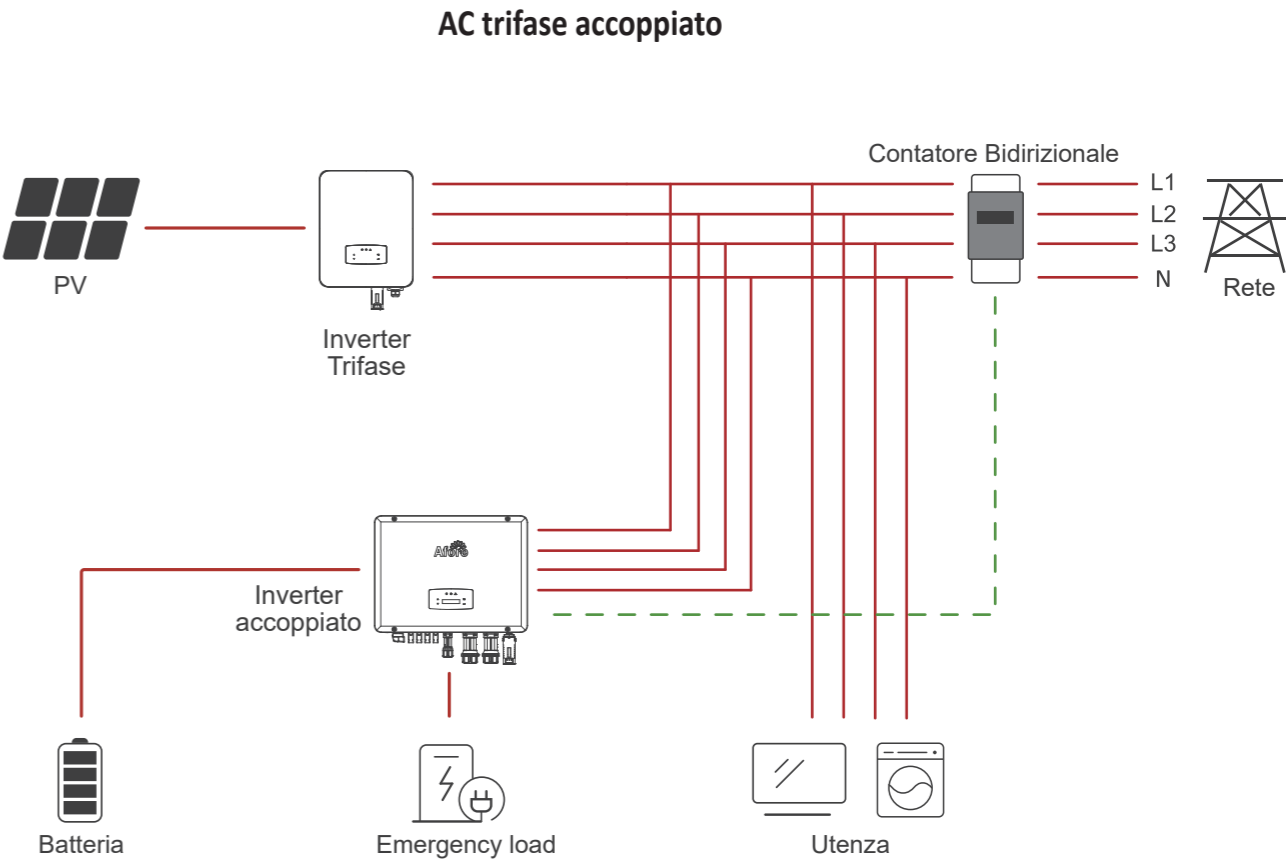 AC trifase accoppiato
Contatore Bidirizionale
L1
L2
L3
N
PV
Rete
Inverter
Trifase
Afore
Inverter
accoppiato
Batteria
Emergency load
Utenza